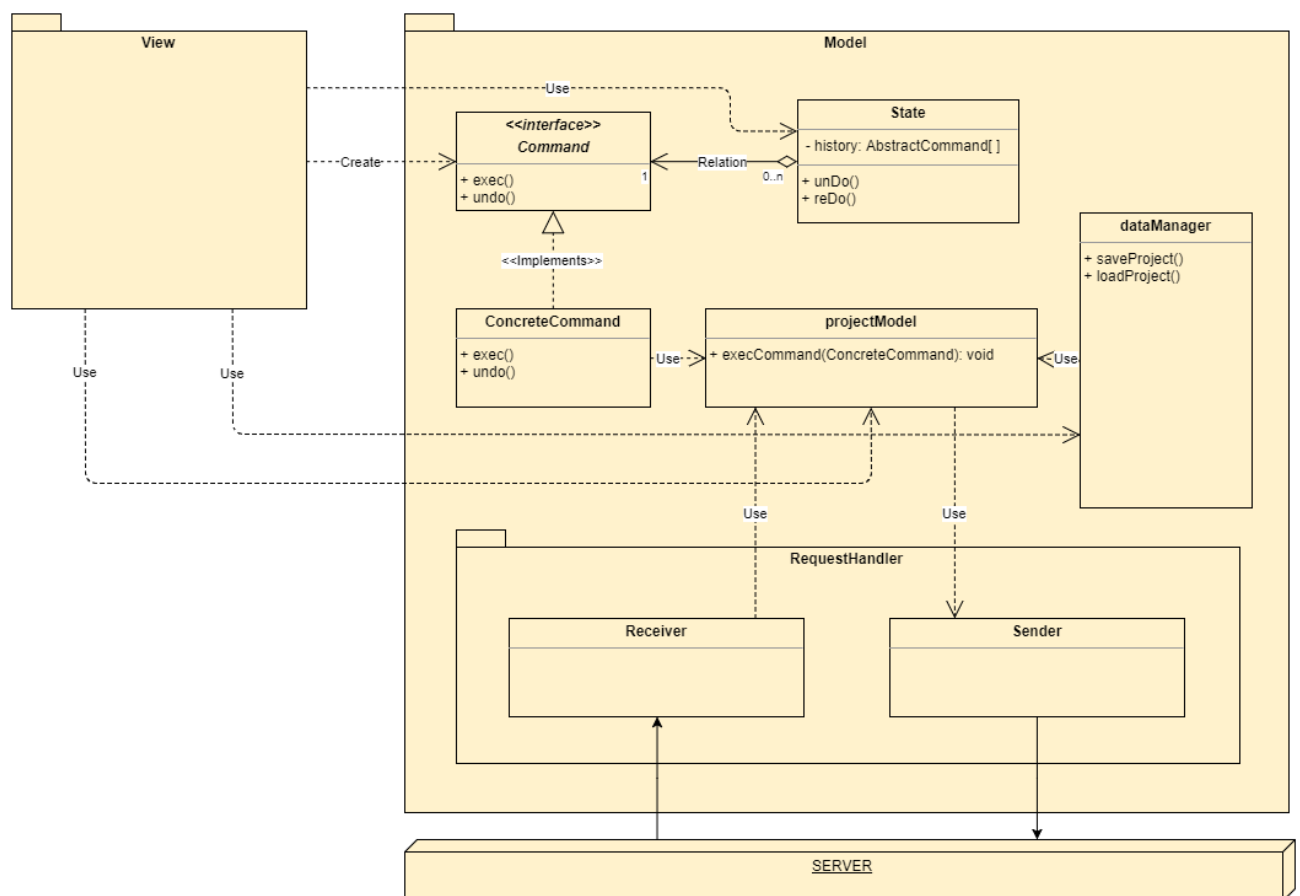 View
Model
Use
<<interface>>
Command
+ exec()
+ undo()
Create
1
Relation
0..n
State
- history: AbstractCommand[ ]
+ unDo()
+ reDo()
dataManager
+ saveProject()
+ loadProject()
<<Implements>>
ConcreteCommand
+ exec()
+ undo()
Use
projectModel
+ execCommand(ConcreteCommand): void
Use
Use
Use
Use
Use
RequestHandler
Receiver
Sender
SERVER